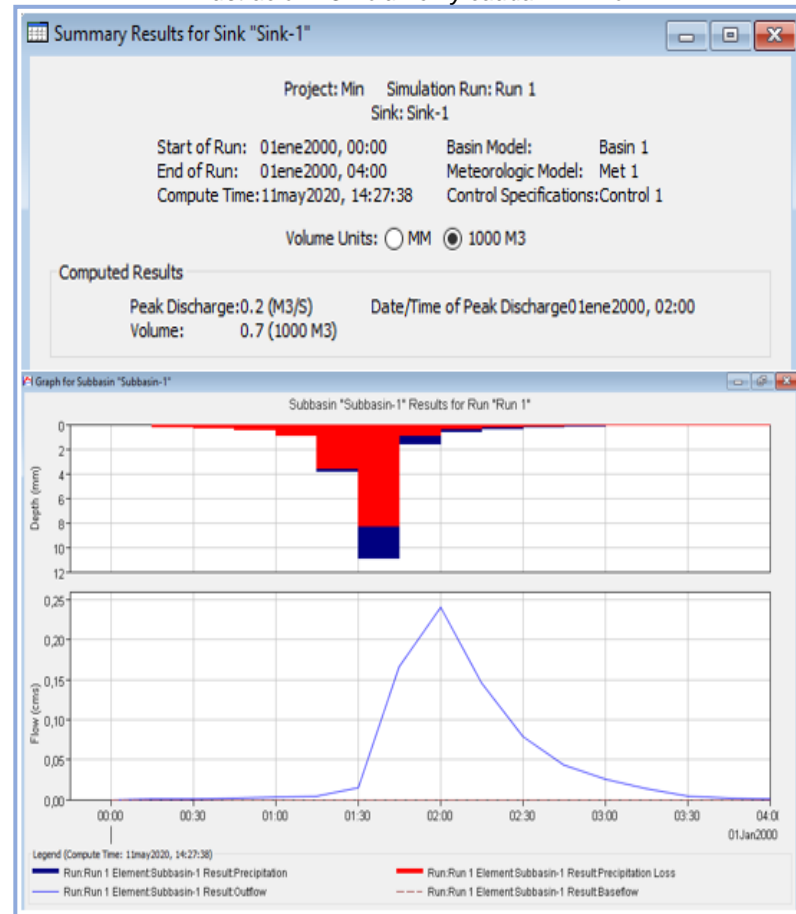 Summary Results for Sink "Sink-1"
Project: Min Simulation Run: Run 1
Sink: Sink-1
Start of Run: 01ene2000, 00:00 Basin Model: Basin 1
End of Run: 01ene2000, 04:00 Meteorologic Model: Met 1
Compute Time:11may2020, 14:27:38 Control Specifications:Control 1
Volume Units: MM 1000 M3
Computed Results
Peak Discharge:0.2 (M3/S) Date/Time of Peak Discharge01ene2000, 02:00
Volume: 0.7 (1000 M3)
Graph for Subbasin "Subbasin-1"
Subbasin "Subbasin-1" Results for Run "Run 1"
0
2
4
6
8
10
12
Depth (mm)
0,25
0,20
0,15
0,10
0,05
0,00
Flow (cms)
00:00 00:30 01:00 01:30 02:00 02:30 03:00 03:30
01Jan2000
Legend (Compute Time: 11may2020, 14:27:38)
Run:Run 1 Element:Subbasin-1 Result:Precipitation Run:Run 1 Element:Subbasin-1 Result:Precipitation Loss
Run:Run 1 Element:Subbasin-1 Result:Outflow Run:Run 1 Element:Subbasin-1 Result:Baseflow